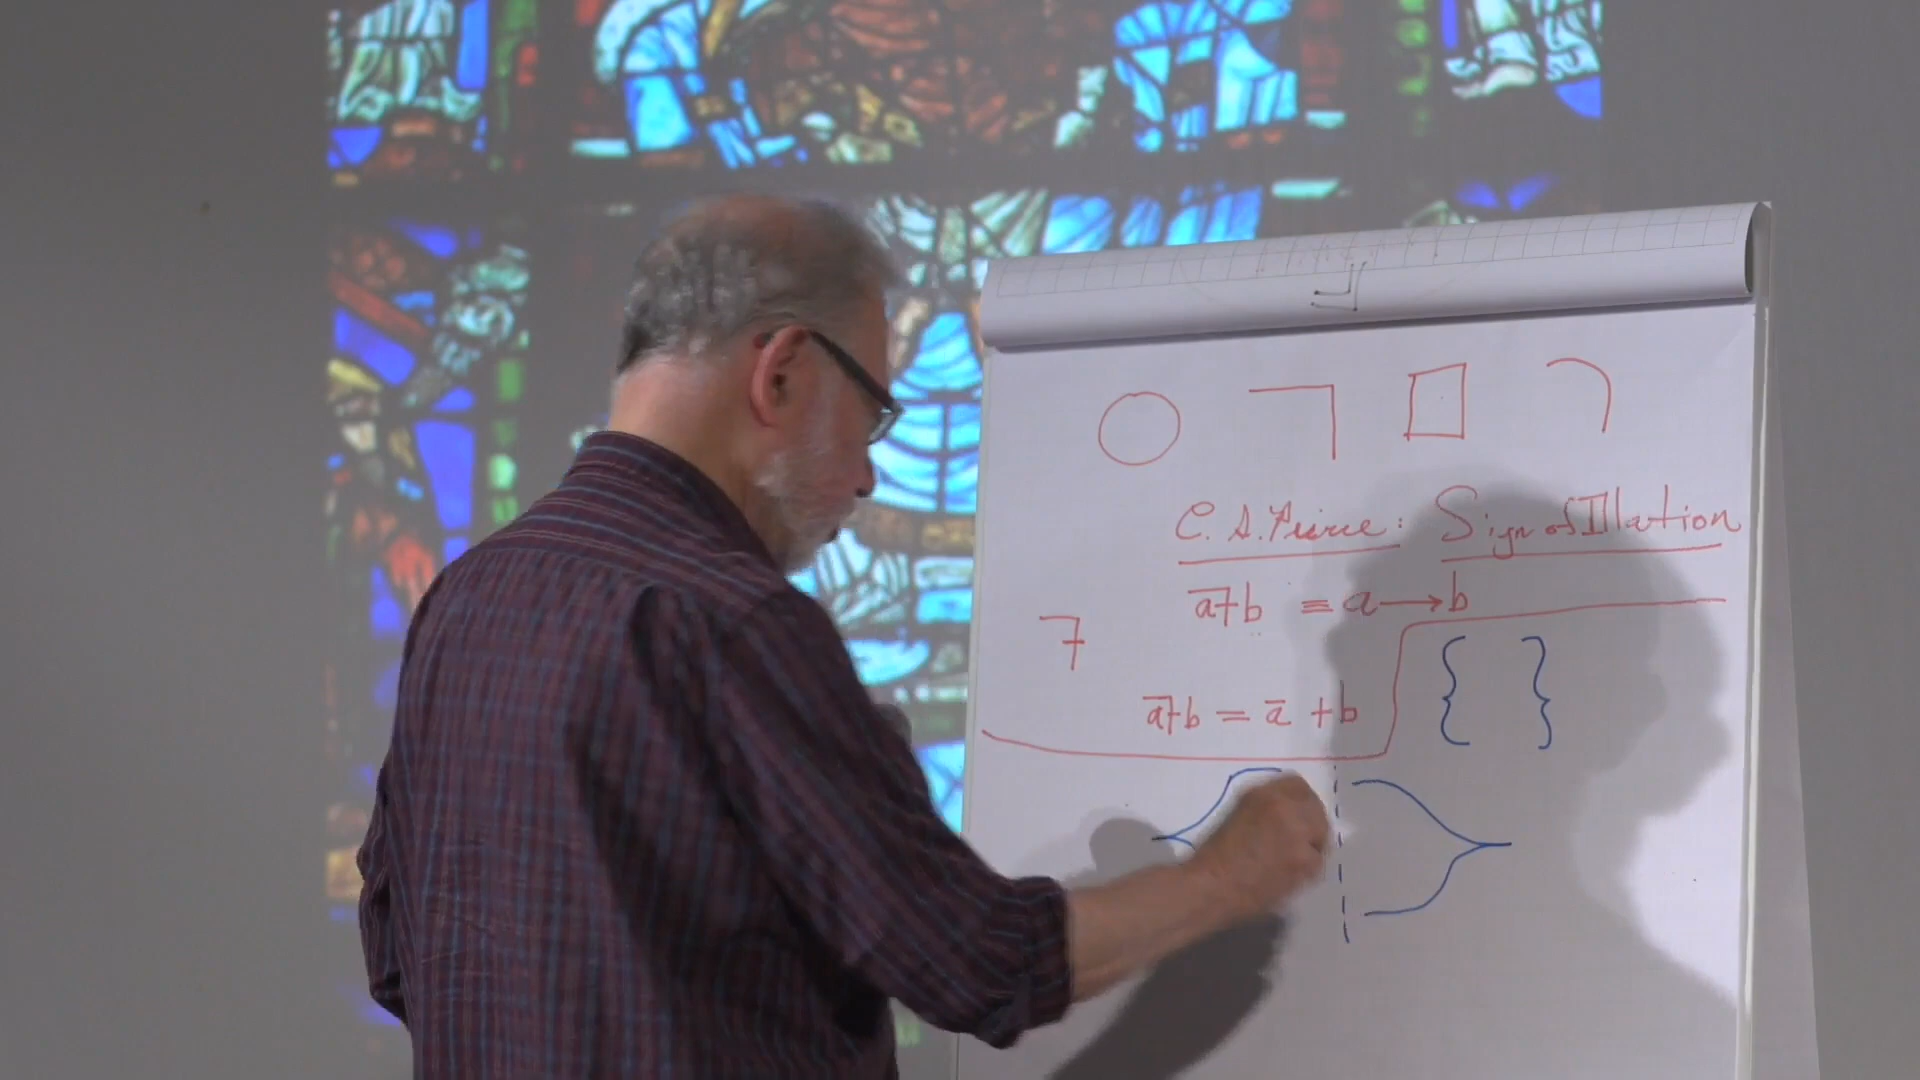 C. S. Peirce: Sign of Illation
a̅+b ≡ a → b
a̅+b = a̅ + b
{ }